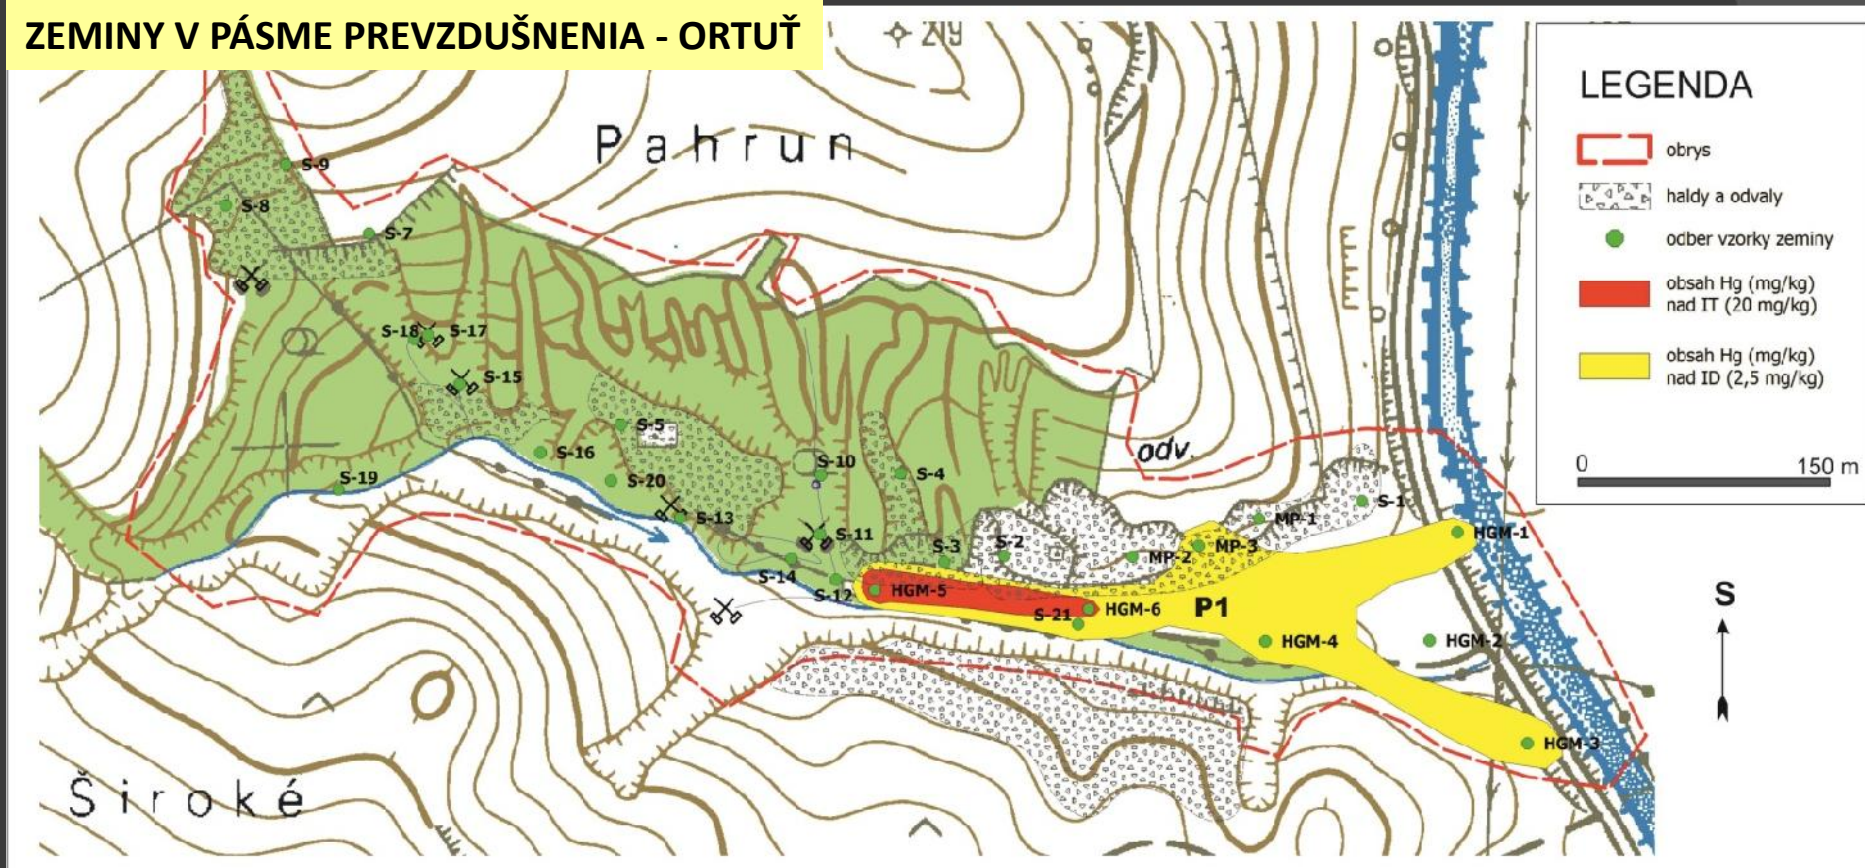 ZEMINY V PÁSME PREVZDUŠNENIA - ORTUŤ
219
Pahrun
LEGENDA
obrys
haldy a odvaly
odber vzorky zeminy
obsah Hg (mg/kg)
nad IT (20 mg/kg)
obsah Hg (mg/kg)
nad ID (2,5 mg/kg)
0 150 m
S
S-9
S-8
S-7
S-18
S-17
S-15
S-5
S-16
S-20
S-19
S-13
S-10
S-4
S-11
S-14
S-12
S-3
S-2
odv.
MP-1
S-1
MP-2
MP-3
HGM-1
HGM-5
HGM-6
S-21
P1
HGM-4
HGM-2
HGM-3
Široké